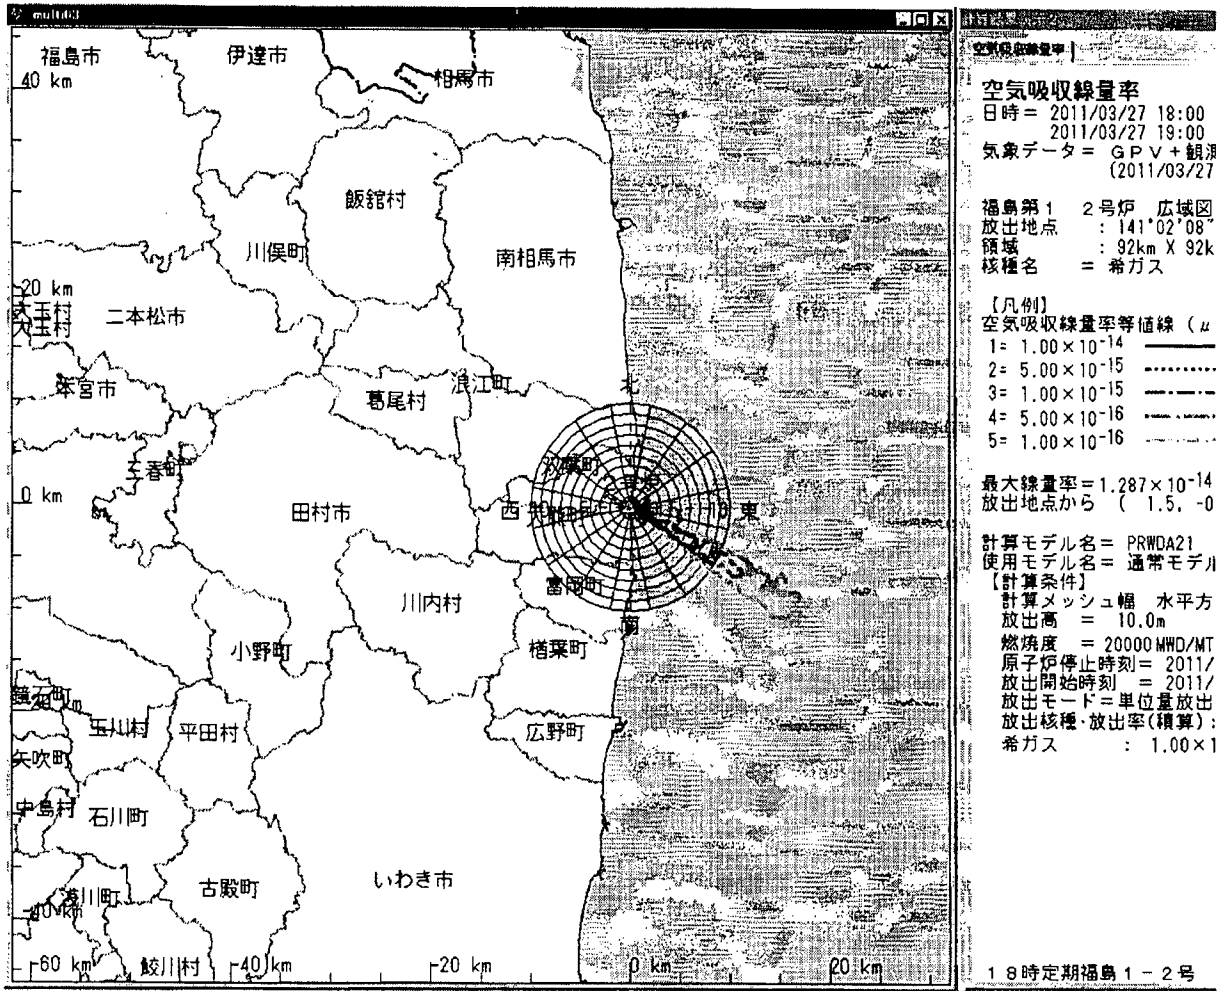 福島市
伊達市
相馬市
40 km
飯舘村
川俣町
南相馬市
20 km
大玉村
大玉村
二本松市
浪江町
北
本宮市
葛尾村
双葉町
三春町
0 km
田村市
西
東
川内村
富岡町
南
小野町
楢葉町
鏡石町
玉川村
平田村
広野町
矢吹町
中島村
石川町
浅川町
古殿町
いわき市
鮫川村
-60 km
-40 km
-20 km
0 km
20 km
空気吸収線量率
空気吸収線量率
日時= 2011/03/27 18:00
2011/03/27 19:00
気象データ= GPV+観測
(2011/03/27
福島第1 2号炉 広域図
放出地点 : 141°02'08"
領域 : 92km X 92k
核種名 = 希ガス
【凡例】
空気吸収線量率等値線 (μ
1= 1.00×10⁻¹⁴
2= 5.00×10⁻¹⁵
3= 1.00×10⁻¹⁵
4= 5.00×10⁻¹⁶
5= 1.00×10⁻¹⁶
最大線量率=1.287×10⁻¹⁴
放出地点から ( 1.5, -0
計算モデル名= PRWDA21
使用モデル名= 通常モデル
【計算条件】
計算メッシュ幅 水平方
放出高 = 10.0m
燃焼度 = 20000MWD/MT
原子炉停止時刻= 2011/
放出開始時刻 = 2011/
放出モード=単位量放出
放出核種・放出率(積算):
希ガス : 1.00×1
18時定期福島1-2号